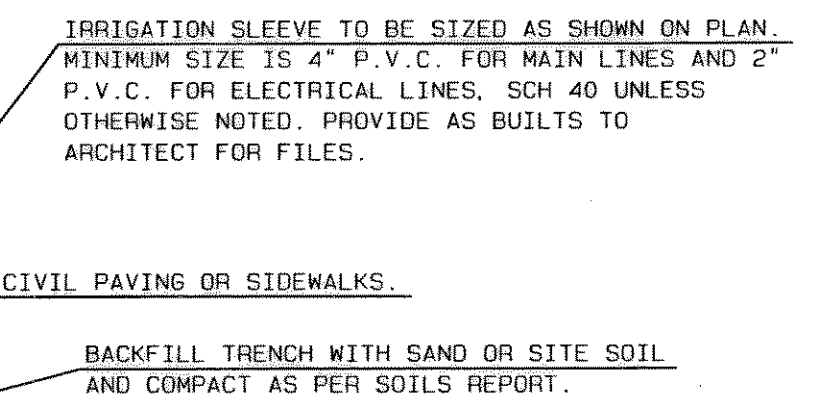 IRRIGATION SLEEVE TO BE SIZED AS SHOWN ON PLAN.
MINIMUM SIZE IS 4" P.V.C. FOR MAIN LINES AND 2"
P.V.C. FOR ELECTRICAL LINES, SCH 40 UNLESS
OTHERWISE NOTED. PROVIDE AS BUILTS TO
ARCHITECT FOR FILES.
CIVIL PAVING OR SIDEWALKS.
BACKFILL TRENCH WITH SAND OR SITE SOIL
AND COMPACT AS PER SOILS REPORT.